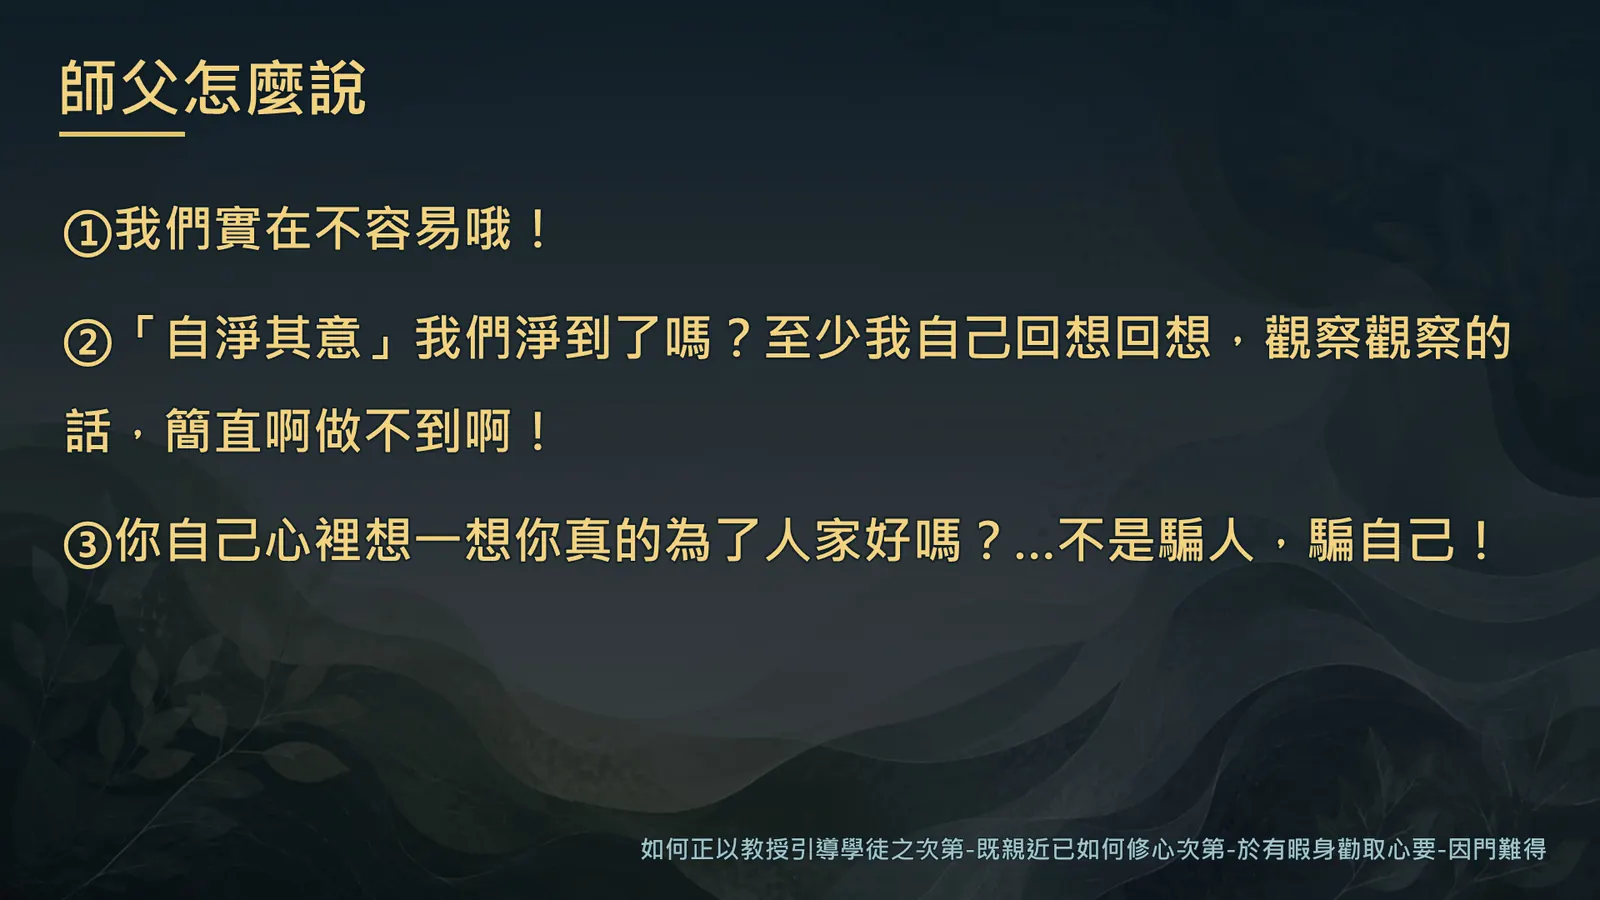 師父怎麼說
①我們實在不容易哦！
②「自淨其意」我們淨到了嗎？至少我自己回想回想，觀察觀察的
話，簡直啊做不到啊！
③你自己心裡想一想你真的為了人家好嗎？...不是騙人，騙自己！
如何正以教授引導學徒之次第-既親近已如何修心次第-於有暇身勸取心要-因門難得